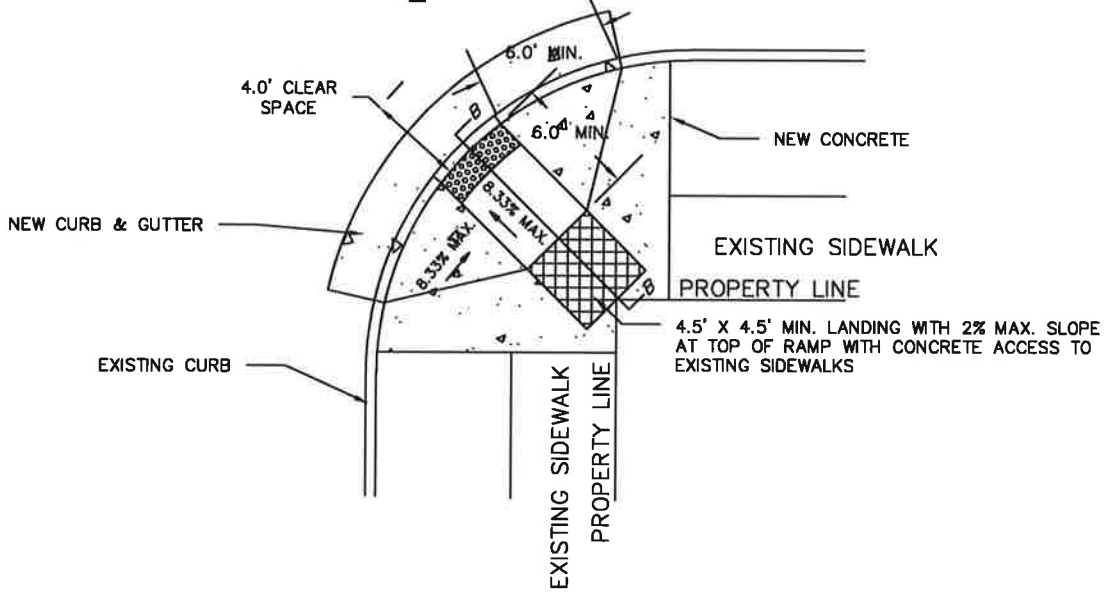 6.0' MIN.
4.0' CLEAR
SPACE
B
6.0' MIN.
NEW CONCRETE
8.33% MAX.
NEW CURB & GUTTER
8.33% MAX.
EXISTING SIDEWALK
PROPERTY LINE
B
4.5' X 4.5' MIN. LANDING WITH 2% MAX. SLOPE
AT TOP OF RAMP WITH CONCRETE ACCESS TO
EXISTING SIDEWALKS
EXISTING CURB
EXISTING SIDEWALK
PROPERTY LINE